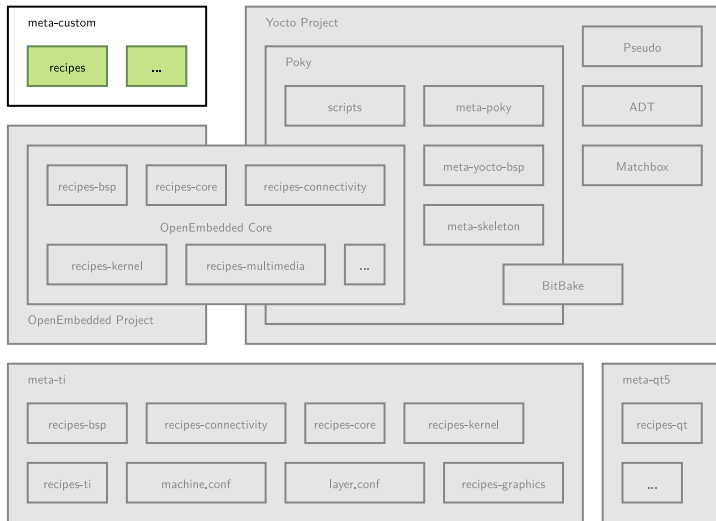 meta-custom
recipes
...
Yocto Project
Poky
scripts
meta-poky
meta-yocto-bsp
meta-skeleton
Pseudo
ADT
Matchbox
BitBake
recipes-bsp
recipes-core
recipes-connectivity
OpenEmbedded Core
recipes-kernel
recipes-multimedia
...
OpenEmbedded Project
meta-ti
recipes-bsp
recipes-connectivity
recipes-core
recipes-kernel
recipes-ti
machine.conf
layer.conf
recipes-graphics
meta-qt5
recipes-qt
...